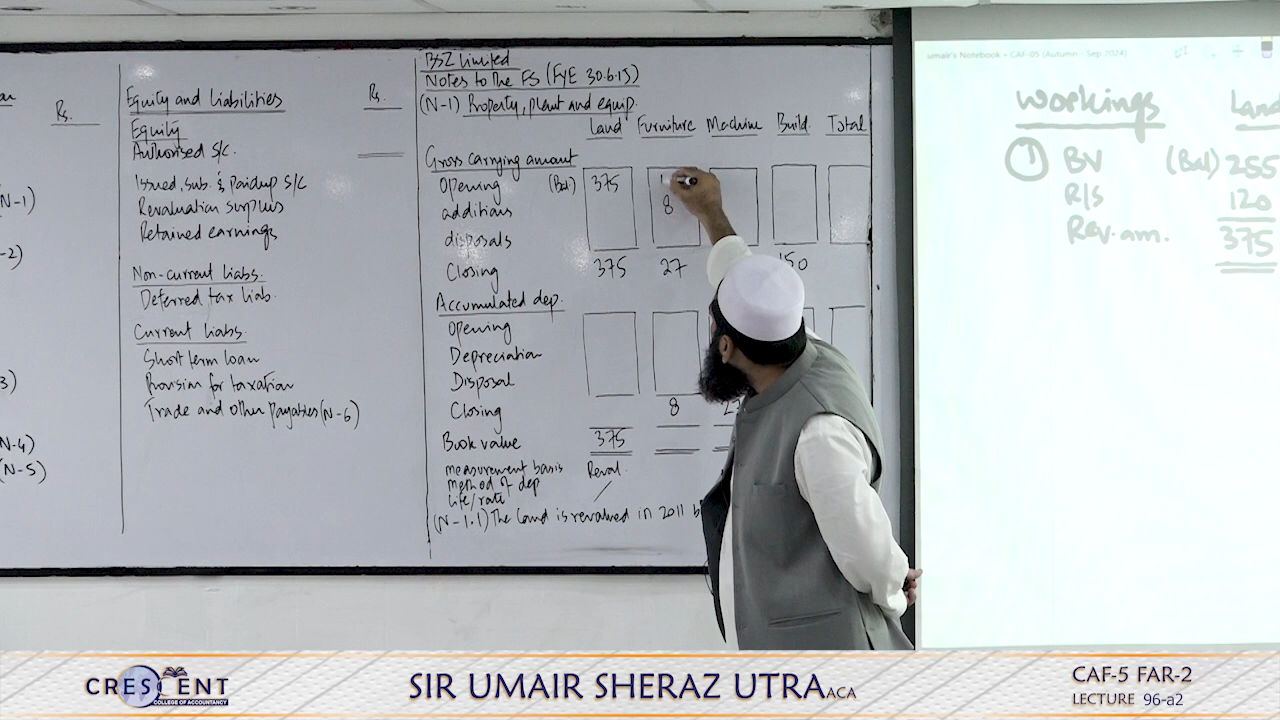 Rs.
N-1)
-2)
3)
N-4)
N-5)
Equity and Liabilities Rs.
Equity
Authorised S/C.
Issued, sub. & paidup S/C
Revaluation surplus
Retained earnings
Non-current liabs.
Deferred tax liab.
Current liabs.
Short term loan
Provision for taxation
Trade and other payables (N-6)
BSZ Limited
Notes to the FS (FYE 30.6.15)
(N-1) Property, plant and equip.
Land Furniture Machine Build. Total
Gross carrying amount
Opening (Bal) 375
additions 8
disposals
Closing 375 27 150
Accumulated dep.
Opening
Depreciation
Disposal
Closing 8
Book value 375
measurement basis Reval.
method of dep
life/rate
(N-1.1) The land is revalued in 2011
umair's Notebook - CAF-05 (Autumn - Sep 2024)
Workings Land
① BV (Bal) 255
R/S 120
Rev. am. 375
CRESCENT
COLLEGE OF ACCOUNTANCY
SIR UMAIR SHERAZ UTRA ACA
CAF-5 FAR-2
LECTURE 96-a2